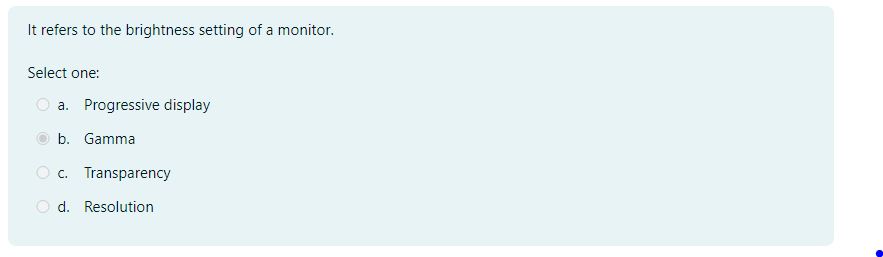 It refers to the brightness setting of a monitor.
Select one:
a. Progressive display
b. Gamma
c. Transparency
d. Resolution